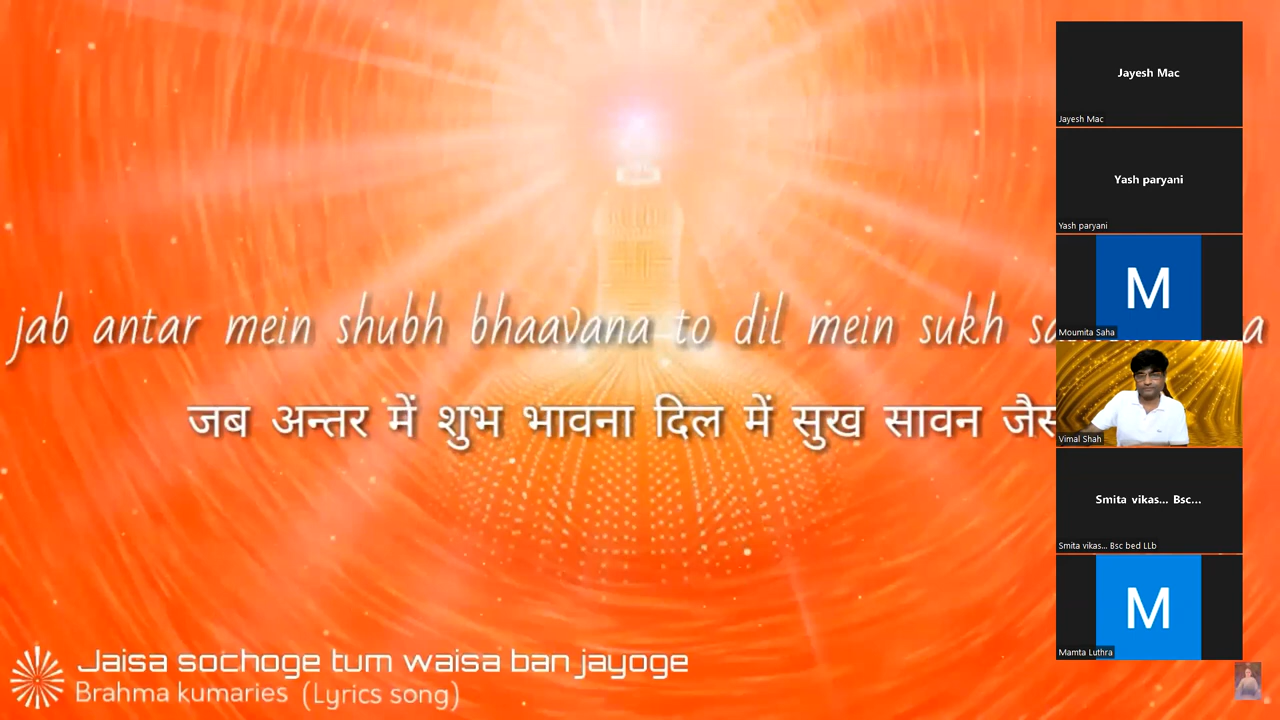 jab antar mein shubh bhaavana to dil mein sukh
जब अन्तर में शुभ भावना दिल में सुख सावन
Jaisa sochoge tum waisa ban jayoge
Brahma kumaries (Lyrics song)
Jayesh Mac
Jayesh Mac
Yash paryani
Yash paryani
M
Moumita Saha
Vimal Shah
Smita vikas... Bsc...
Smita vikas... Bsc bed LLb
M
Mamta Luthra